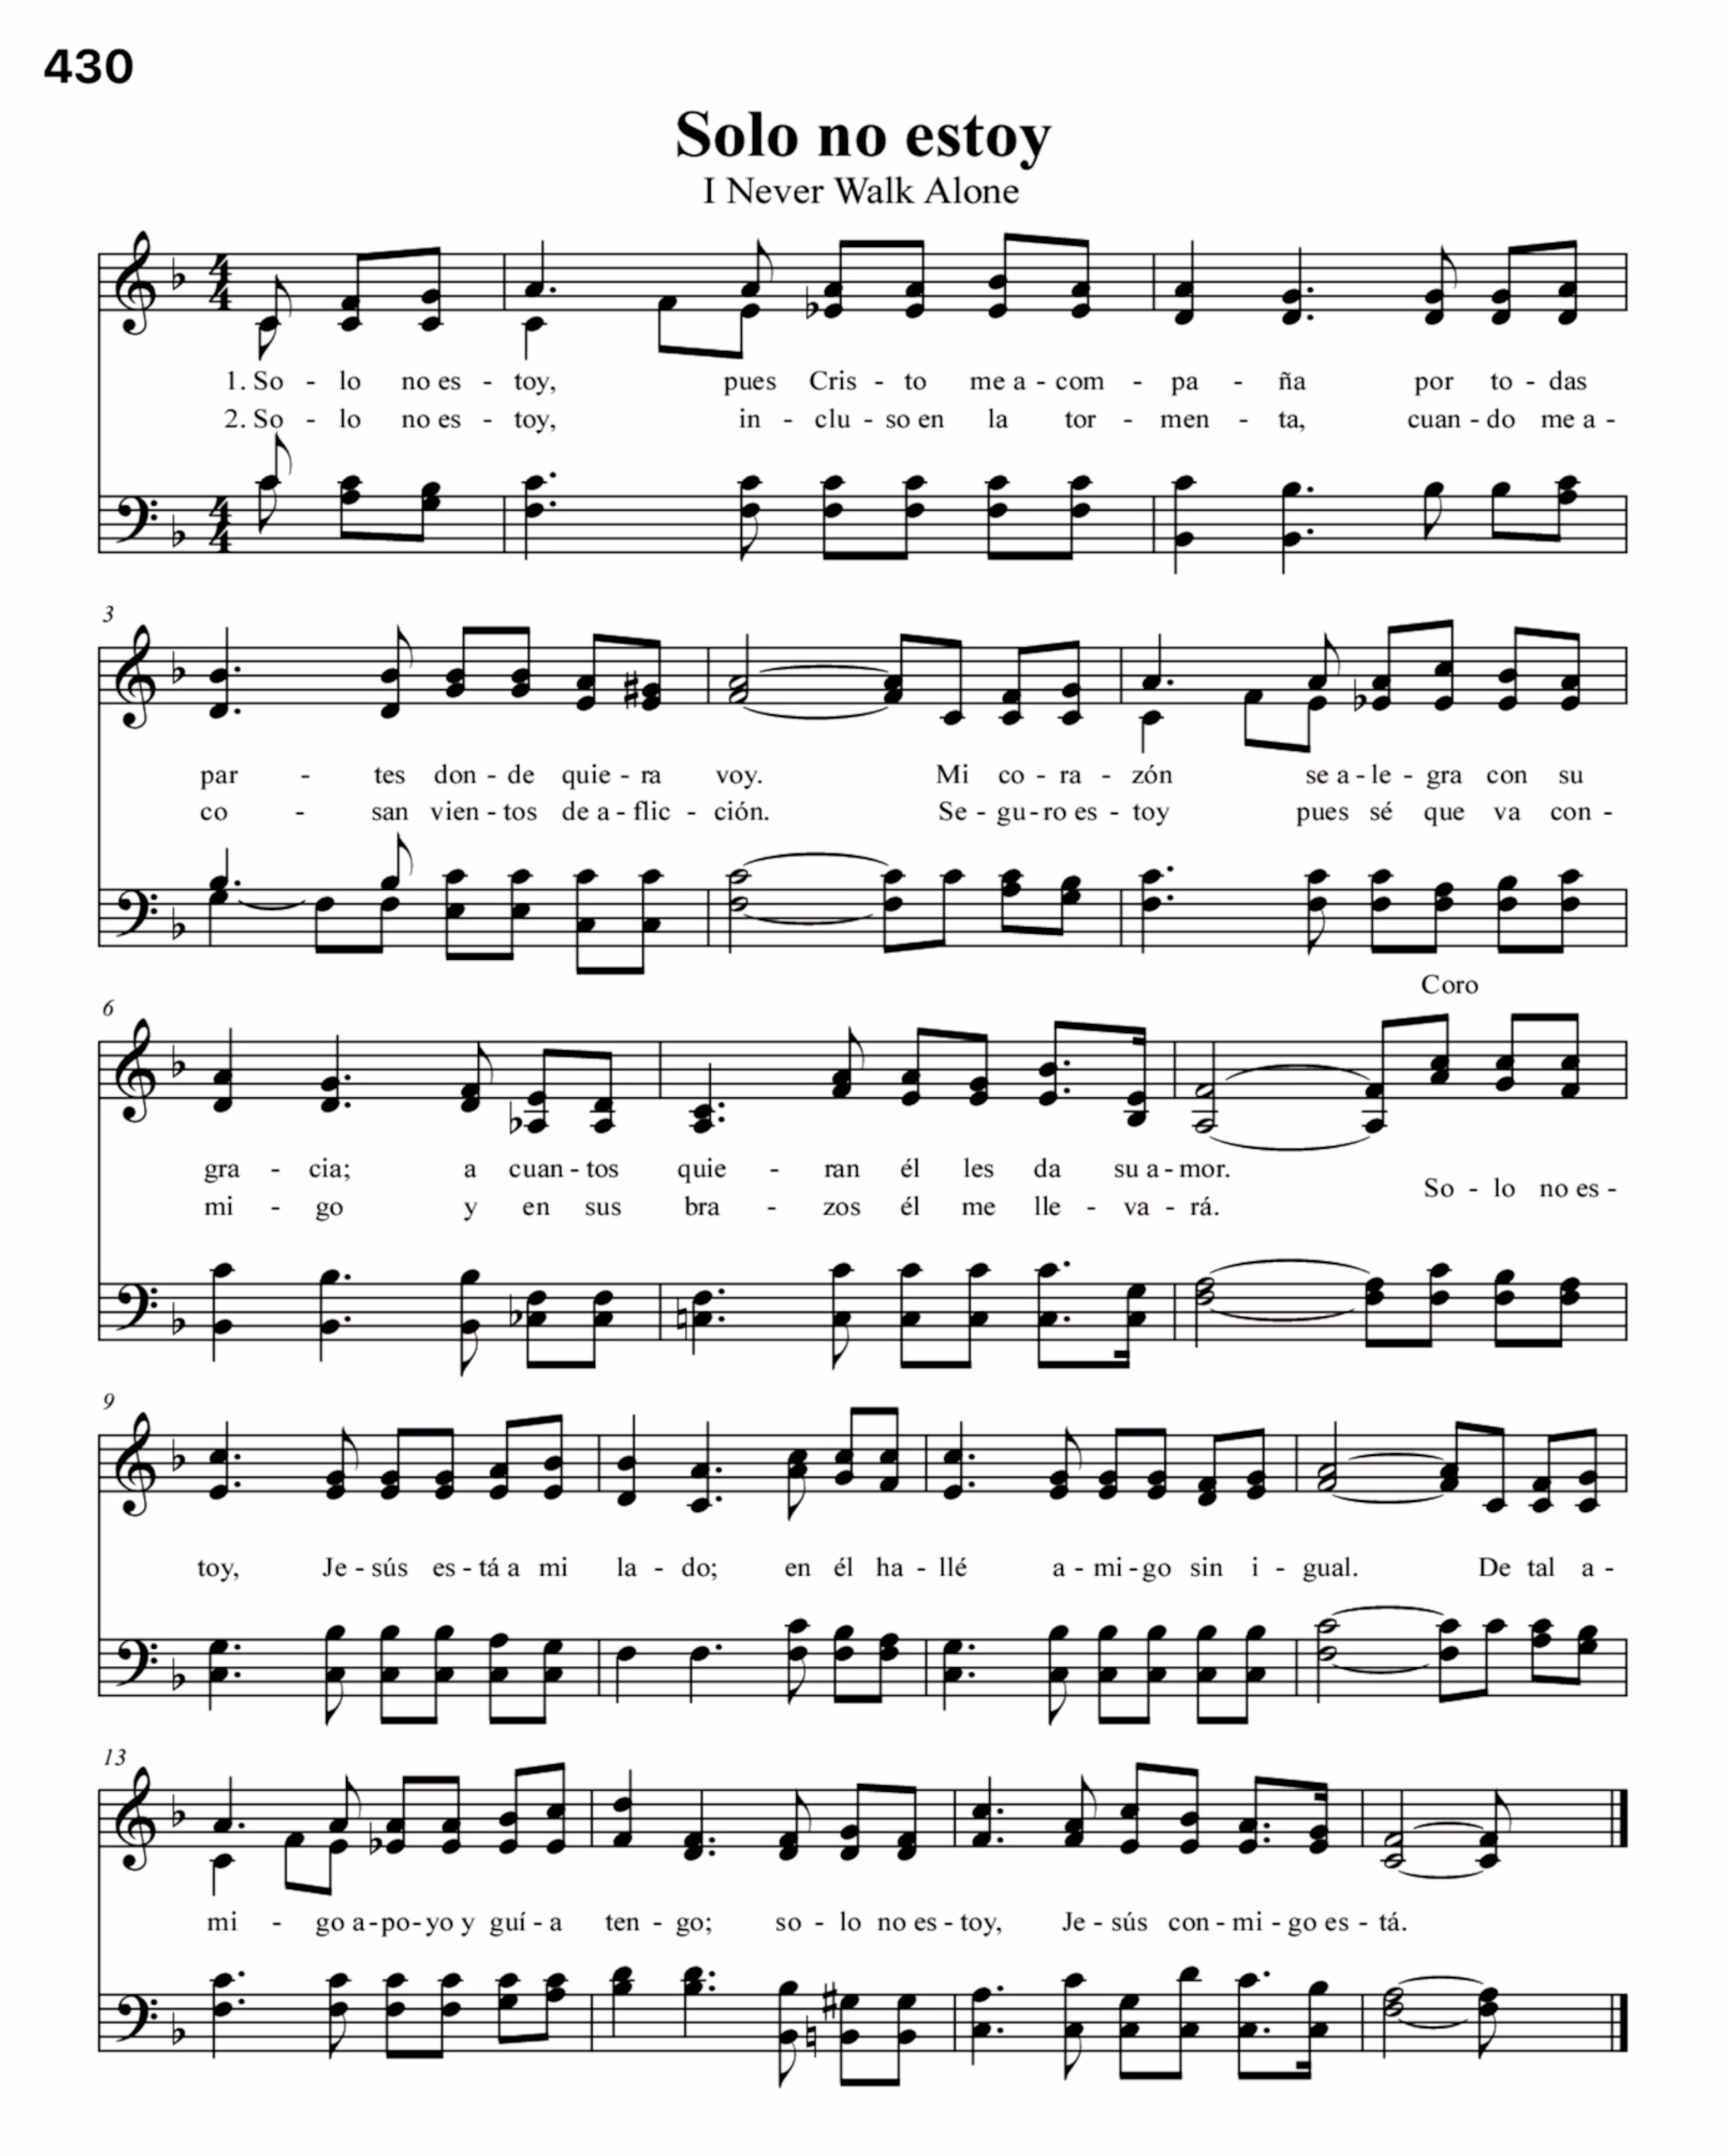 430
Solo no estoy
I Never Walk Alone
1. So - lo no es - toy, pues Cris - to me a - com - pa - ña por to - das
2. So - lo no es - toy, in - clu - so en la tor - men - ta, cuan - do me a -
3
par - tes don - de quie - ra voy. Mi co - ra - zón se a - le - gra con su
co - san vien - tos de a - flic - ción. Se - gu - ro es - toy pues sé que va con -
Coro
6
gra - cia; a cuan - tos quie - ran él les da su a - mor.
So - lo no es -
mi - go y en sus bra - zos él me lle - va - rá.
9
toy, Je - sús es - tá a mi la - do; en él ha - llé a - mi - go sin i - gual. De tal a -
13
mi - go a - po - yo y guí - a ten - go; so - lo no es - toy, Je - sús con - mi - go es - tá.